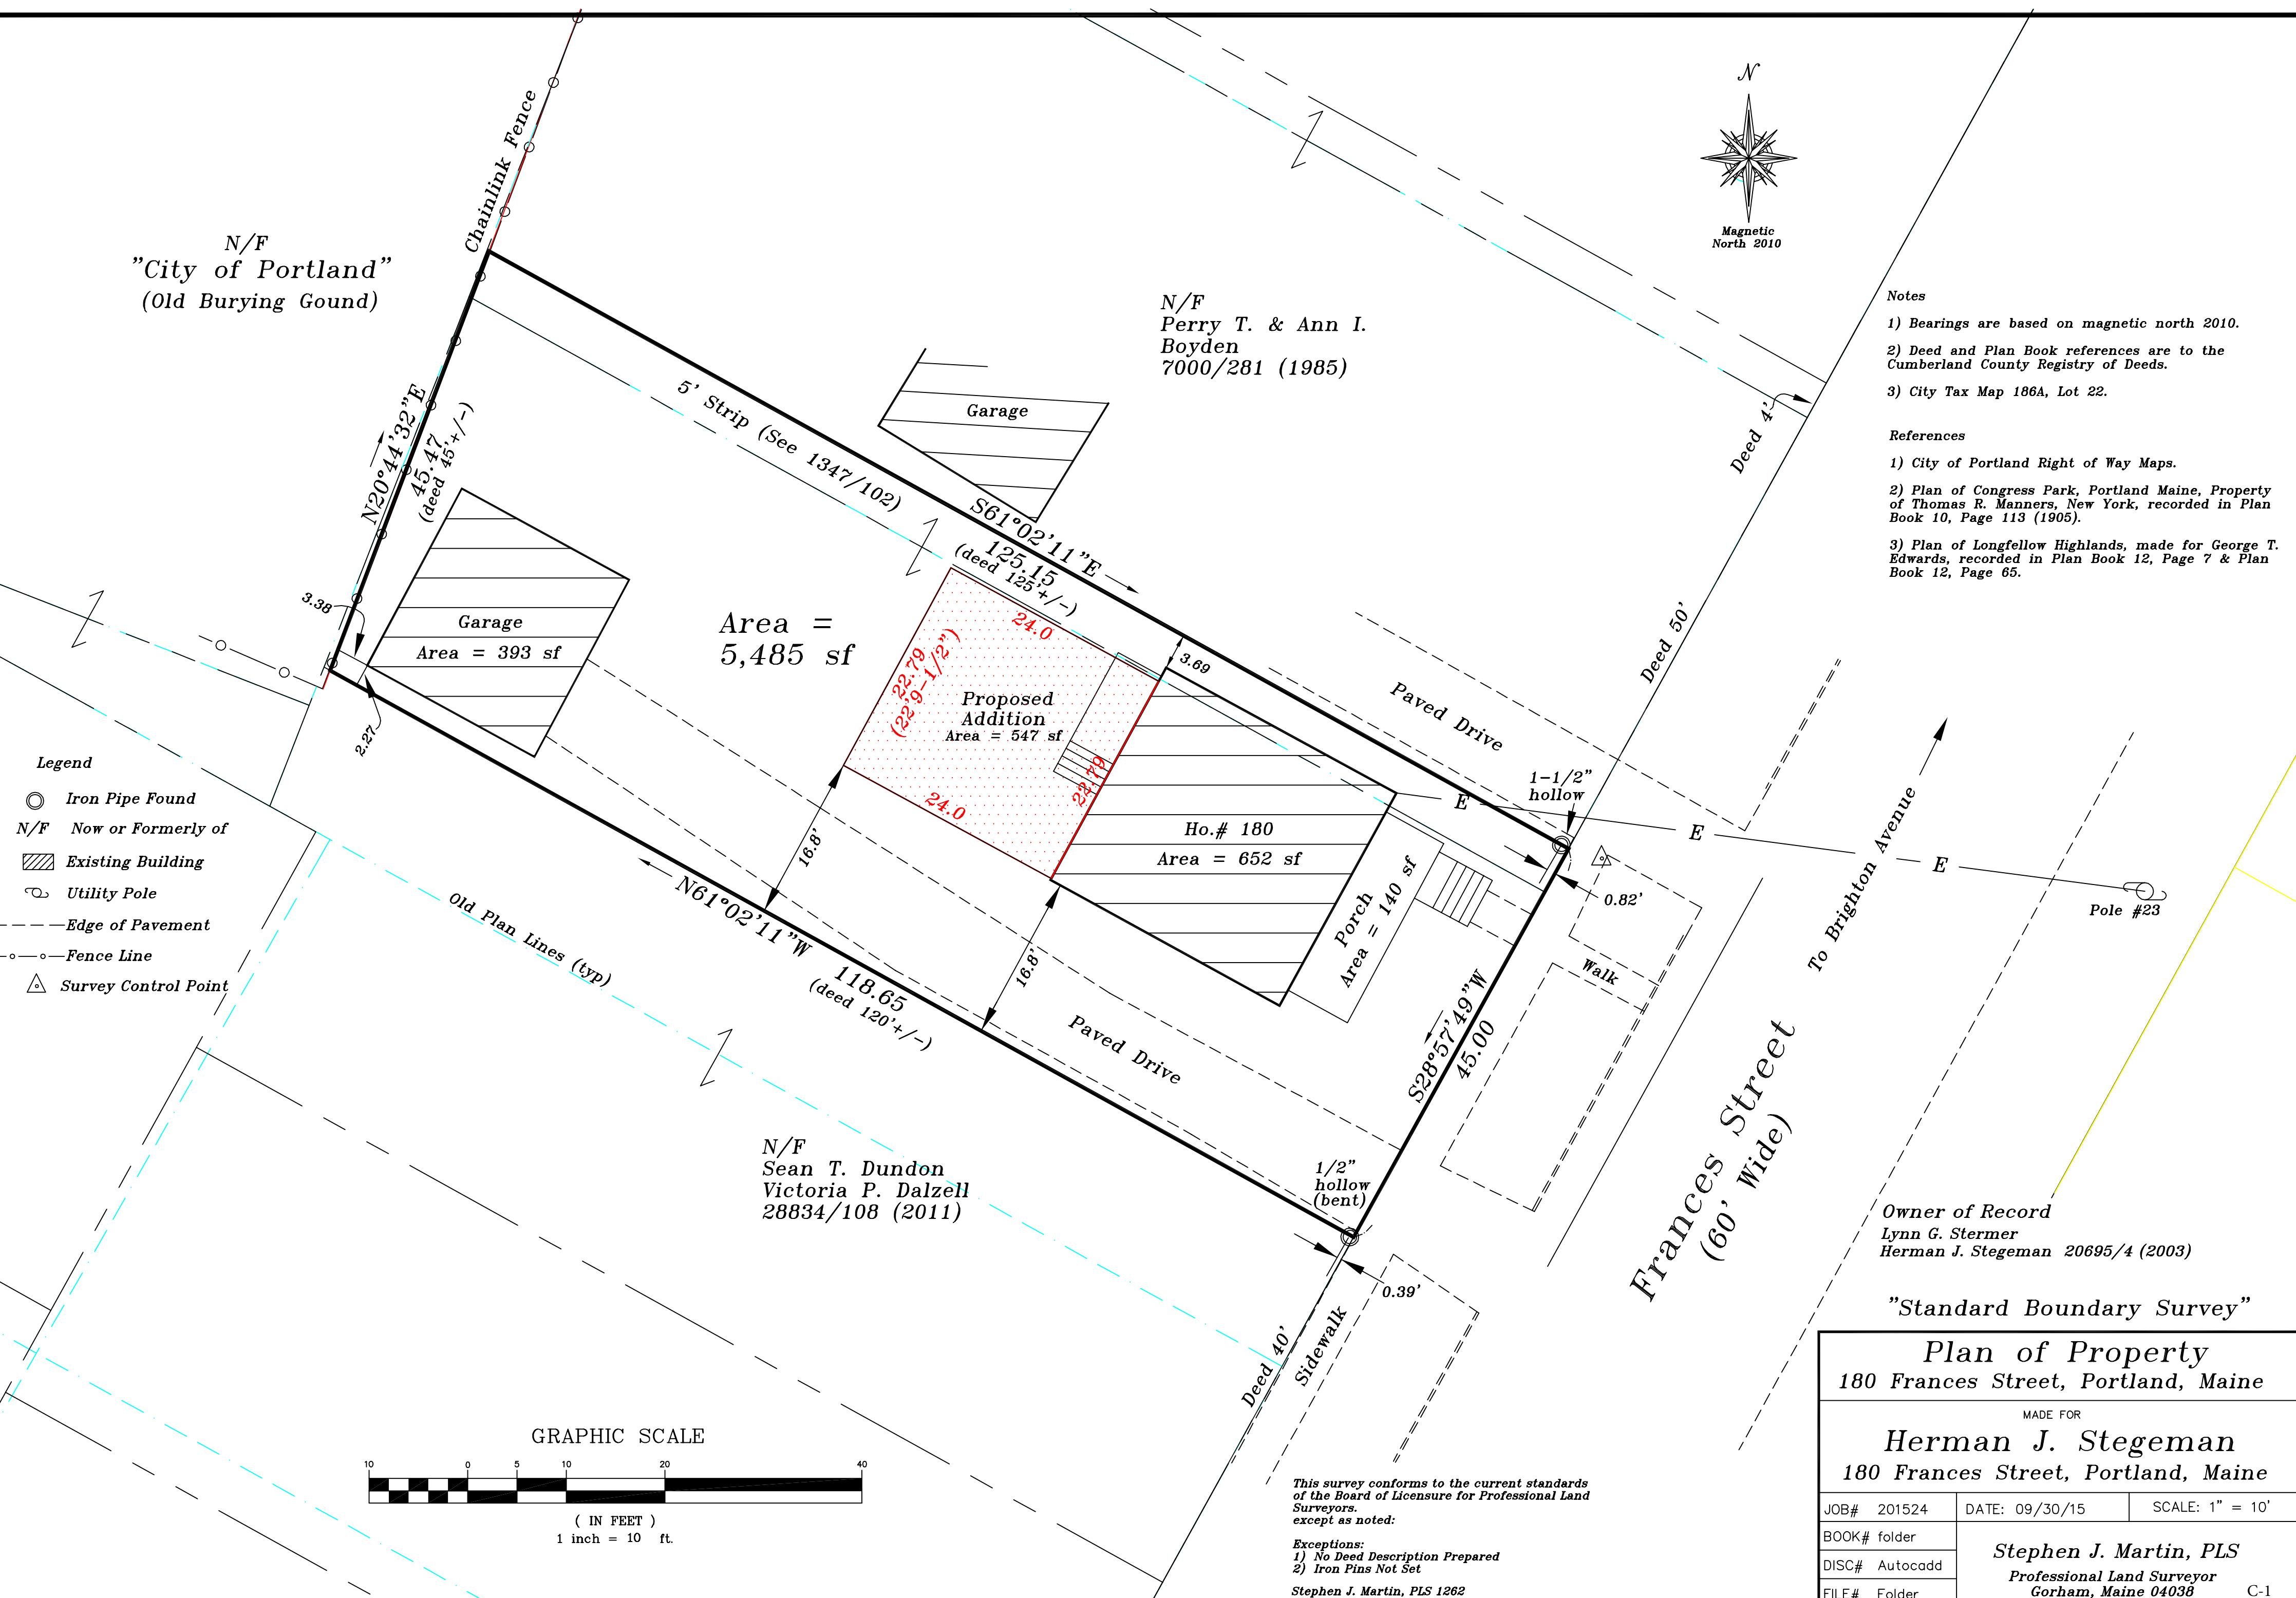 N
Magnetic
North 2010
Chainlink Fence
N/F
"City of Portland"
(Old Burying Gound)
N/F
Perry T. & Ann I.
Boyden
7000/281 (1985)
Garage
Deed 4'
Notes
1) Bearings are based on magnetic north 2010.
2) Deed and Plan Book references are to the
Cumberland County Registry of Deeds.
3) City Tax Map 186A, Lot 22.
References
1) City of Portland Right of Way Maps.
2) Plan of Congress Park, Portland Maine, Property
of Thomas R. Manners, New York, recorded in Plan
Book 10, Page 113 (1905).
3) Plan of Longfellow Highlands, made for George T.
Edwards, recorded in Plan Book 12, Page 7 & Plan
Book 12, Page 65.
N20°44'32"E
45.47
(deed 45'+/-)
5' Strip (See 1347/102)
S61°02'11"E
125.15
(deed 125'+/-)
3.38
2.27
Garage
Area = 393 sf
Area =
5,485 sf
24.0
22.79
(22'9-1/2")
Proposed
Addition
Area = 547 sf
22.79
24.0
3.69
Paved Drive
Deed 50'
1-1/2"
hollow
E
E
E
Pole #23
Ho.# 180
Area = 652 sf
Porch
Area = 140 sf
0.82'
Walk
To Brighton Avenue
16.8'
16.8'
Legend
Iron Pipe Found
N/F Now or Formerly of
Existing Building
Utility Pole
Edge of Pavement
Fence Line
Survey Control Point
Old Plan Lines (typ)
N61°02'11"W
118.65
(deed 120'+/-)
Paved Drive
S28°57'49"W
45.00
Frances Street
(60' Wide)
N/F
Sean T. Dundon
Victoria P. Dalzell
28834/108 (2011)
1/2"
hollow
(bent)
0.39'
Deed 40'
Sidewalk
Owner of Record
Lynn G. Stermer
Herman J. Stegeman 20695/4 (2003)
"Standard Boundary Survey"
Plan of Property
180 Frances Street, Portland, Maine
MADE FOR
Herman J. Stegeman
180 Frances Street, Portland, Maine
JOB# 201524
DATE: 09/30/15
SCALE: 1" = 10'
BOOK# folder
DISC# Autocadd
FILE# Folder
Stephen J. Martin, PLS
Professional Land Surveyor
Gorham, Maine 04038
C-1
GRAPHIC SCALE
10 0 5 10 20 40
( IN FEET )
1 inch = 10 ft.
This survey conforms to the current standards
of the Board of Licensure for Professional Land
Surveyors.
except as noted:
Exceptions:
1) No Deed Description Prepared
2) Iron Pins Not Set
Stephen J. Martin, PLS 1262